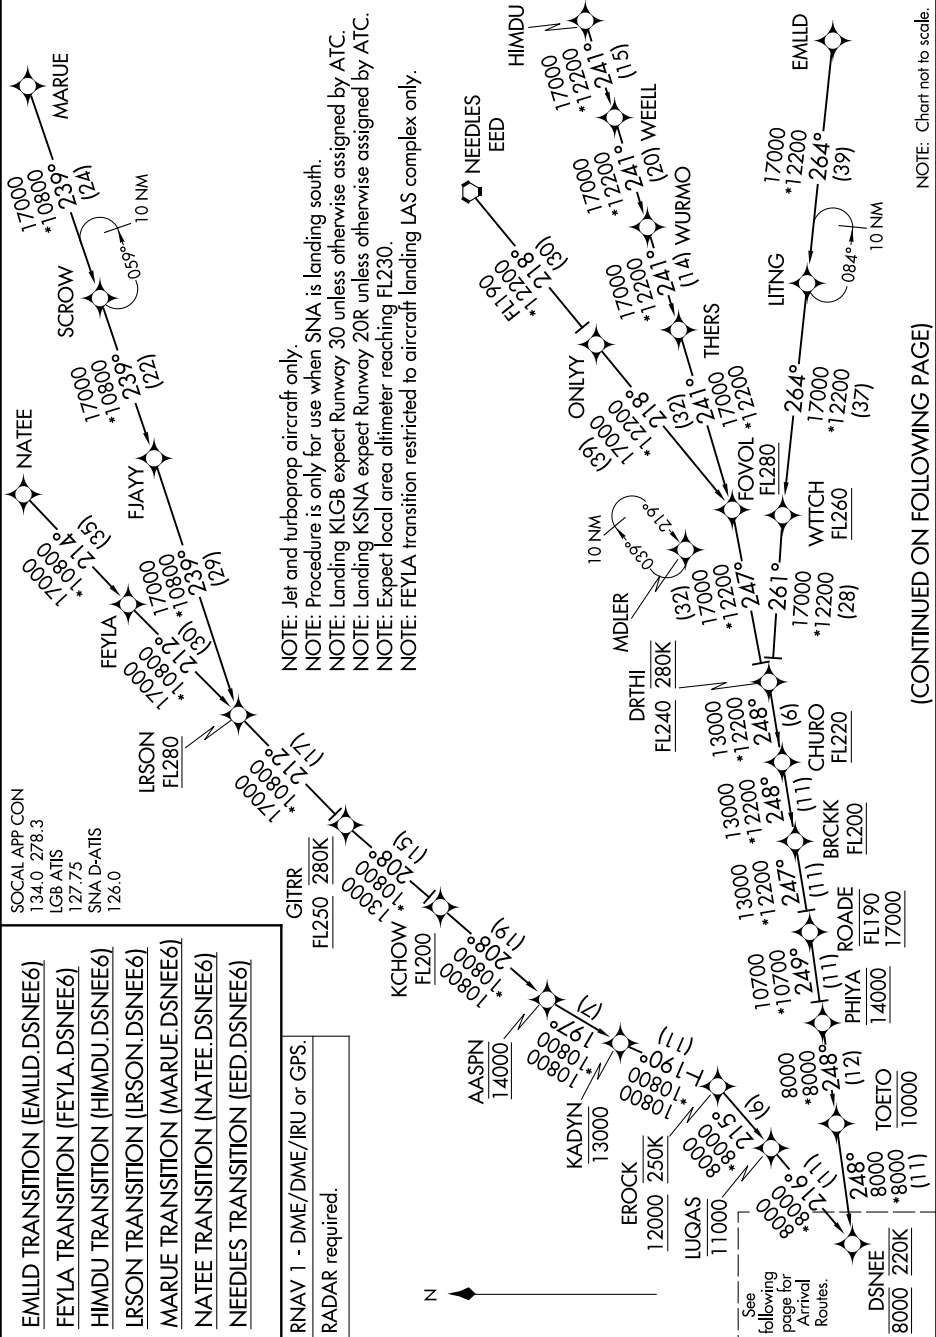 EMLLD TRANSITION (EMLLD.DSNEE6)
FEYLA TRANSITION (FEYLA.DSNEE6)
HIMDU TRANSITION (HIMDU.DSNEE6)
LRSON TRANSITION (LRSON.DSNEE6)
MARUE TRANSITION (MARUE.DSNEE6)
NATEE TRANSITION (NATEE.DSNEE6)
NEEDLES TRANSITION (EED.DSNEE6)
RNAV 1 - DME/DME/IRU or GPS.
RADAR required.
SOCAL APP CON
134.0 278.3
LGB ATIS
127.75
SNA D-ATIS
126.0
MARUE
17000
*10800
239°
(24)
SCROW
059°
10 NM
17000
*10800
239°
(22)
FJAYY
17000
*10800
239°
(29)
NATEE
17000
*10800
214°
(35)
FEYLA
17000
*10800
212°
(30)
LRSON
FL280
17000
*10800
212°
(17)
GITRR
FL250 280K
13000
*10800
208°
(15)
KCHOW
FL200
10800
*10800
208°
(19)
AASPN
14000
10800
*10800
197°
(7)
KADYN
13000
10800
*10800
190°
(11)
EROCK
12000 250K
8000
*8000
215°
(6)
LUQAS
11000
8000
*8000
216°
(11)
NOTE: Jet and turboprop aircraft only.
NOTE: Procedure is only for use when SNA is landing south.
NOTE: Landing KLGB expect Runway 30 unless otherwise assigned by ATC.
NOTE: Landing KSNA expect Runway 20R unless otherwise assigned by ATC.
NOTE: Expect local area altimeter reaching FL230.
NOTE: FEYLA transition restricted to aircraft landing LAS complex only.
NEEDLES
EED
FL190
*12200
218°
(30)
ONLYY
17000
*12200
218°
(39)
HIMDU
17000
*12200
241°
(15)
WEELL
17000
*12200
241°
(20)
WURMO
17000
*12200
241°
(14)
THERS
(32)
241°
17000
*12200
FOVOL
FL280
10 NM
039°
219°
MDLER
(32)
17000
*12200
247°
EMLLD
17000
*12200
264°
(39)
LITNG
084°
10 NM
264°
17000
*12200
(37)
WTTCH
FL260
261°
17000
*12200
(28)
DRTHI
FL240 280K
13000
*12200
248°
(6)
CHURO
FL220
13000
*12200
248°
(11)
BRCKK
FL200
13000
*12200
247°
(11)
ROADE
FL190
17000
10700
*10700
249°
(11)
PHIYA
14000
8000
*8000
248°
(12)
TOETO
10000
248°
8000
*8000
(11)
DSNEE
8000 220K
See
following
page for
Arrival
Routes.
N
(CONTINUED ON FOLLOWING PAGE)
NOTE: Chart not to scale.